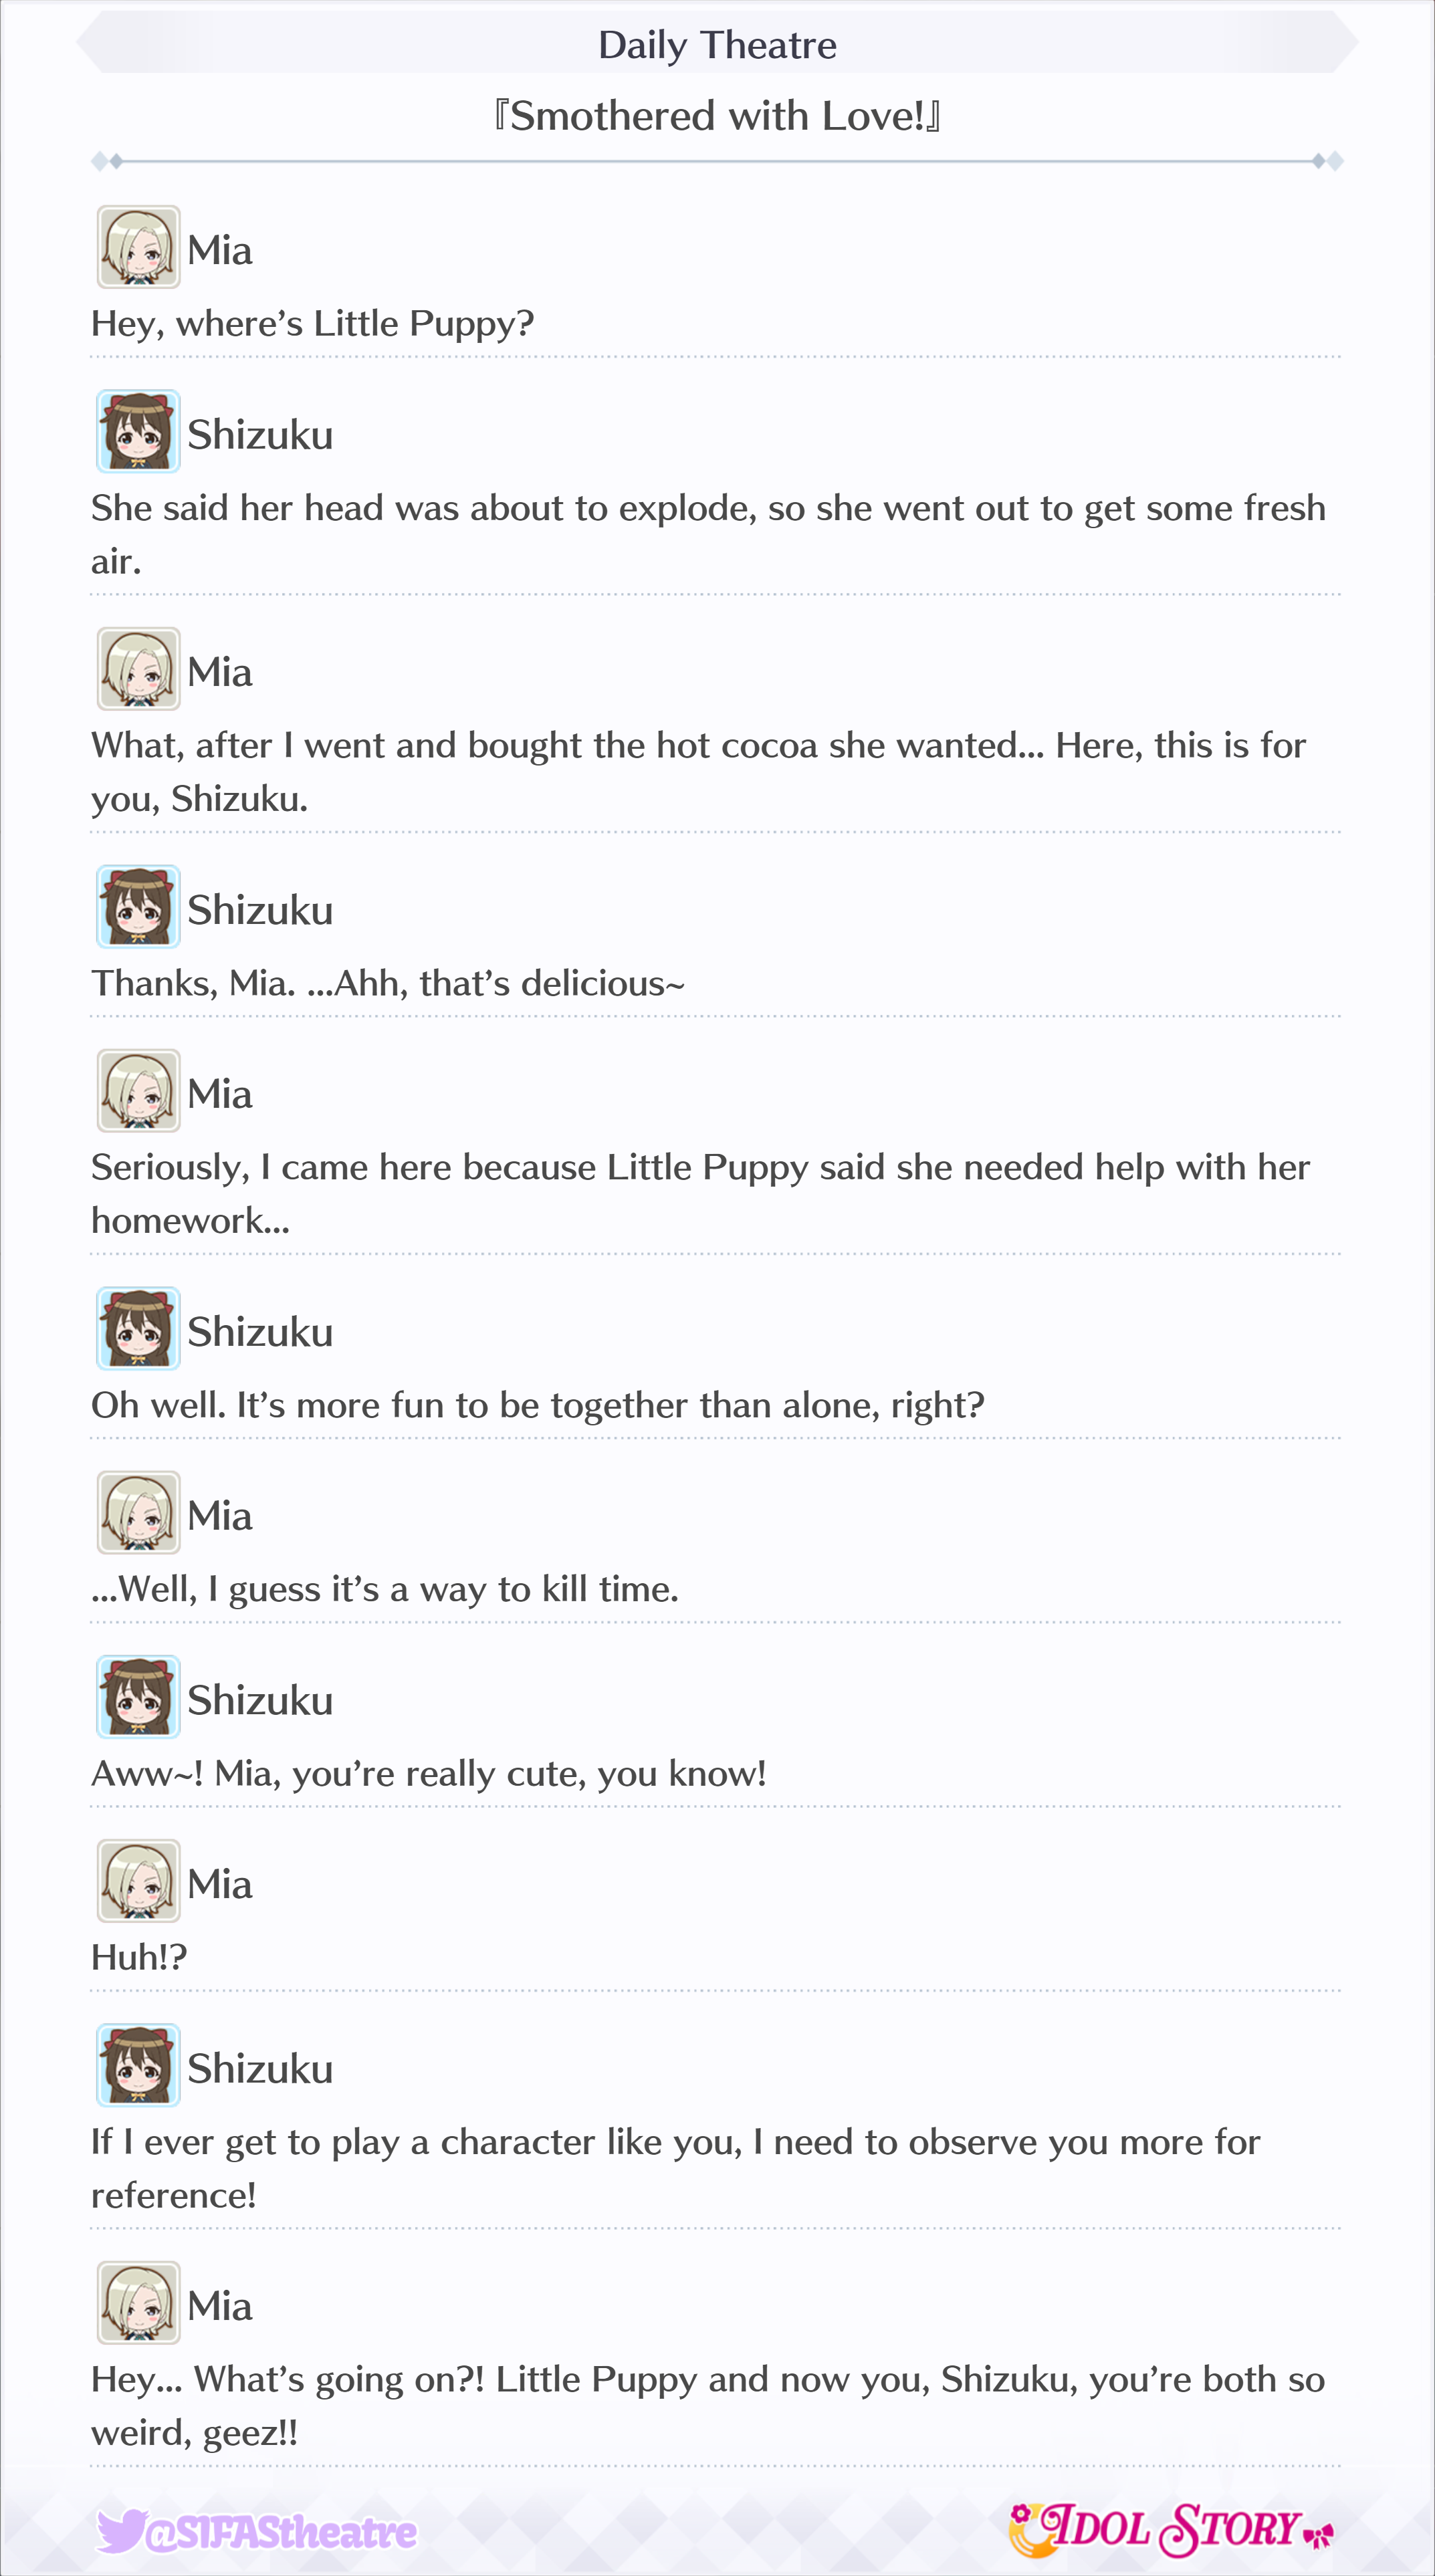 Daily Theatre
『Smothered with Love!』
Mia
Hey, where’s Little Puppy?
Shizuku
She said her head was about to explode, so she went out to get some fresh
air.
Mia
What, after I went and bought the hot cocoa she wanted... Here, this is for
you, Shizuku.
Shizuku
Thanks, Mia. ...Ahh, that’s delicious~
Mia
Seriously, I came here because Little Puppy said she needed help with her
homework...
Shizuku
Oh well. It’s more fun to be together than alone, right?
Mia
...Well, I guess it’s a way to kill time.
Shizuku
Aww~! Mia, you’re really cute, you know!
Mia
Huh!?
Shizuku
If I ever get to play a character like you, I need to observe you more for
reference!
Mia
Hey... What’s going on?! Little Puppy and now you, Shizuku, you’re both so
weird, geez!!
@SIFAStheatre
IDOL STORY